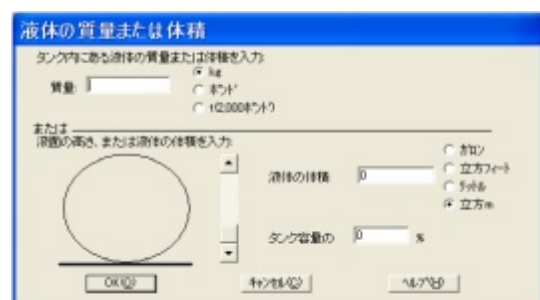 液体の質量または体積
タンク内にある液体の質量または体積を入力:
質量:
kg
ポンド
t(2,000ポンド)
または
液面の高さ、または液体の体積を入力:
液体の体積 0
ガロン
立方フィート
リットル
立方m
タンク容量の 0 %
OK(O) キャンセル(C) ヘルプ(H)